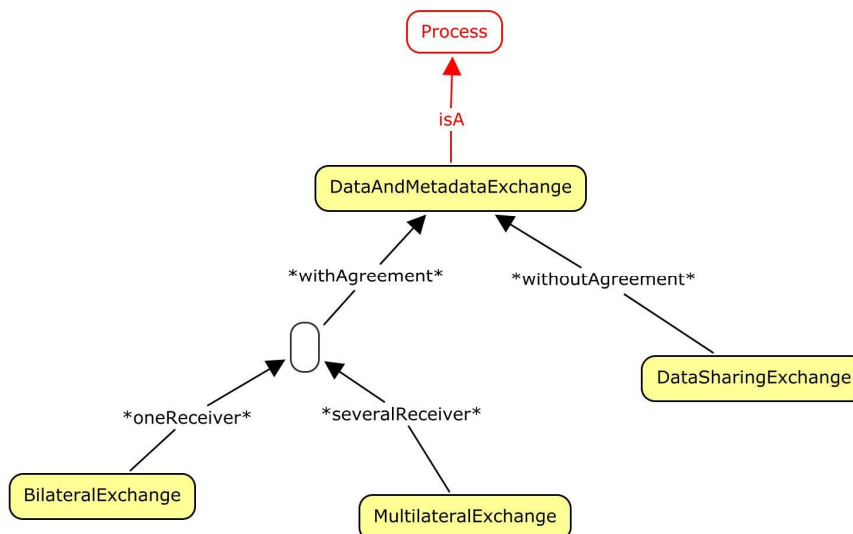 Process
isA
DataAndMetadataExchange
*withAgreement*
*withoutAgreement*
DataSharingExchange
*oneReceiver*
*severalReceiver*
BilateralExchange
MultilateralExchange